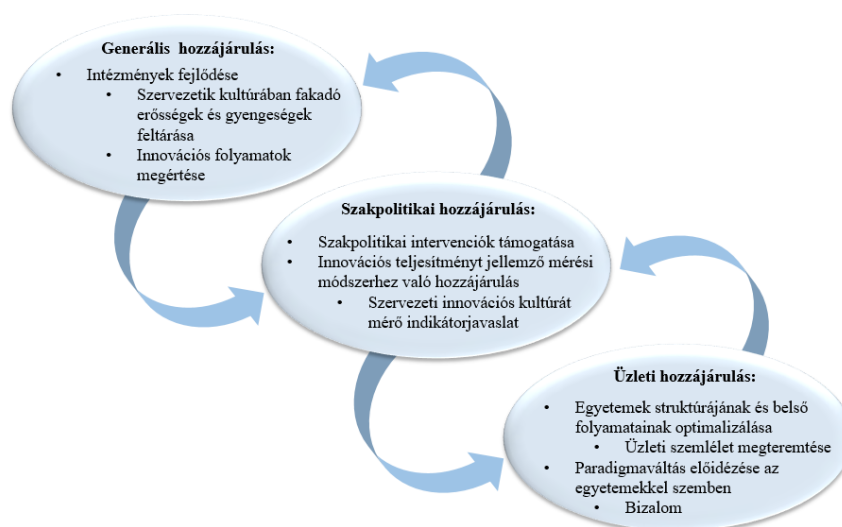 Generális hozzájárulás:
• Intézmények fejlődése
• Szervezetik kultúrában fakadó
erősségek és gyengeségek
feltárása
• Innovációs folyamatok
megértése
Szakpolitikai hozzájárulás:
• Szakpolitikai intervenciók támogatása
• Innovációs teljesítményt jellemző mérési
módszerhez való hozzájárulás
• Szervezeti innovációs kultúrát
mérő indikátorjavaslat
Üzleti hozzájárulás:
• Egyetemek struktúrájának és belső
folyamatainak optimalizálása
• Üzleti szemlélet megteremtése
• Paradigmaváltás előidézése az
egyetemekkel szemben
• Bizalom